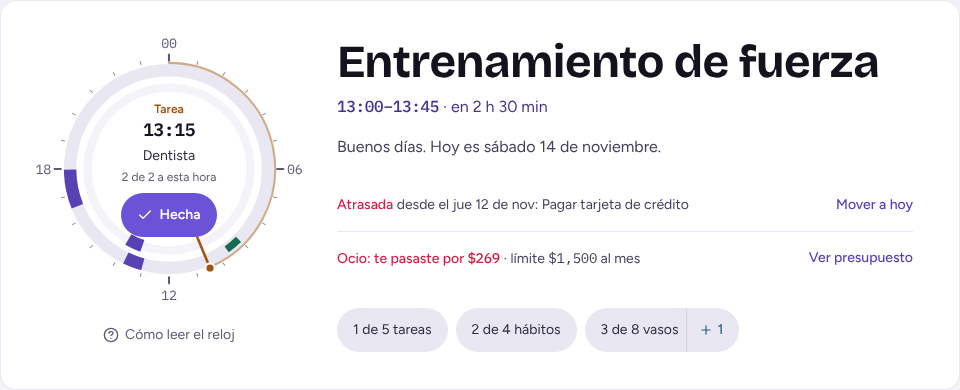 00
06
12
18
Tarea
13:15
Dentista
2 de 2 a esta hora
Hecha
Cómo leer el reloj
Entrenamiento de fuerza
13:00–13:45 · en 2 h 30 min
Buenos días. Hoy es sábado 14 de noviembre.
Atrasada desde el jue 12 de nov: Pagar tarjeta de crédito
Mover a hoy
Ocio: te pasaste por $269 · límite $1,500 al mes
Ver presupuesto
1 de 5 tareas
2 de 4 hábitos
3 de 8 vasos
+ 1